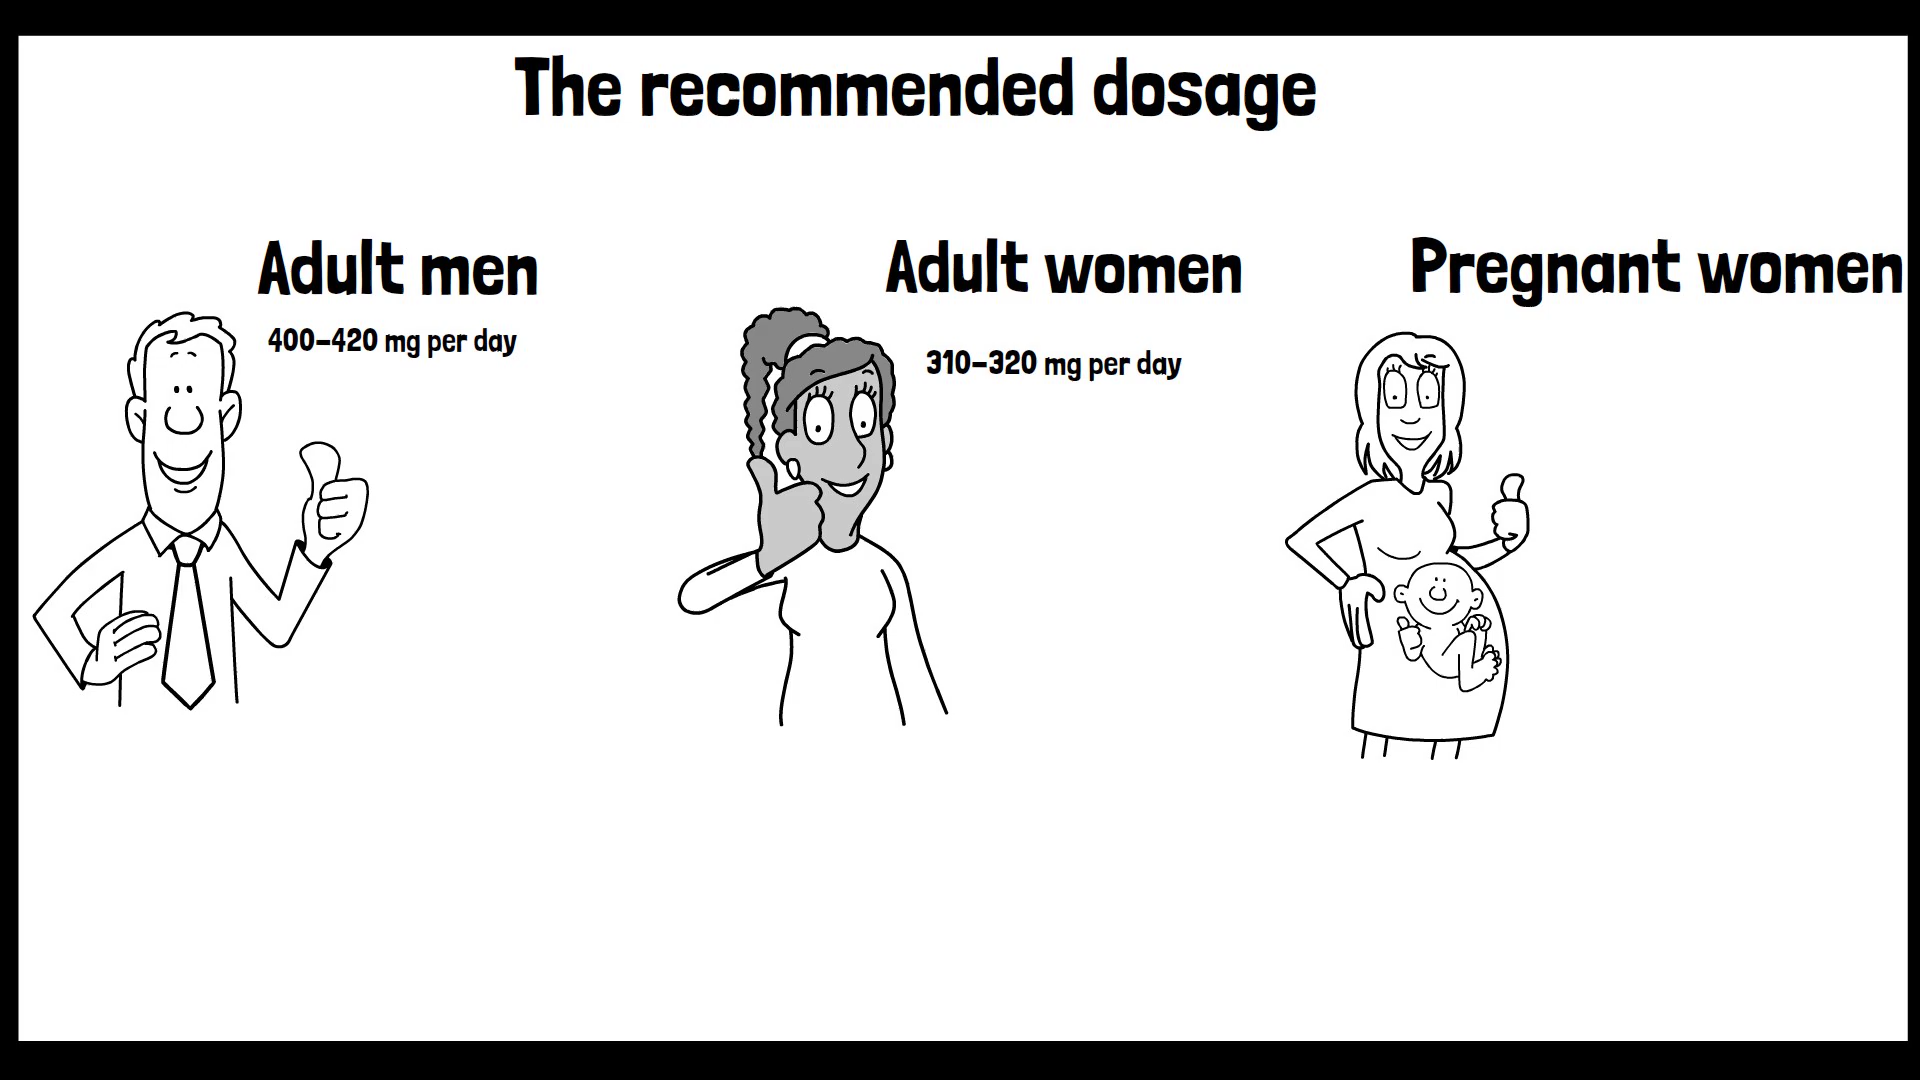 The recommended dosage
Adult men
400–420 mg per day
Adult women
310–320 mg per day
Pregnant women